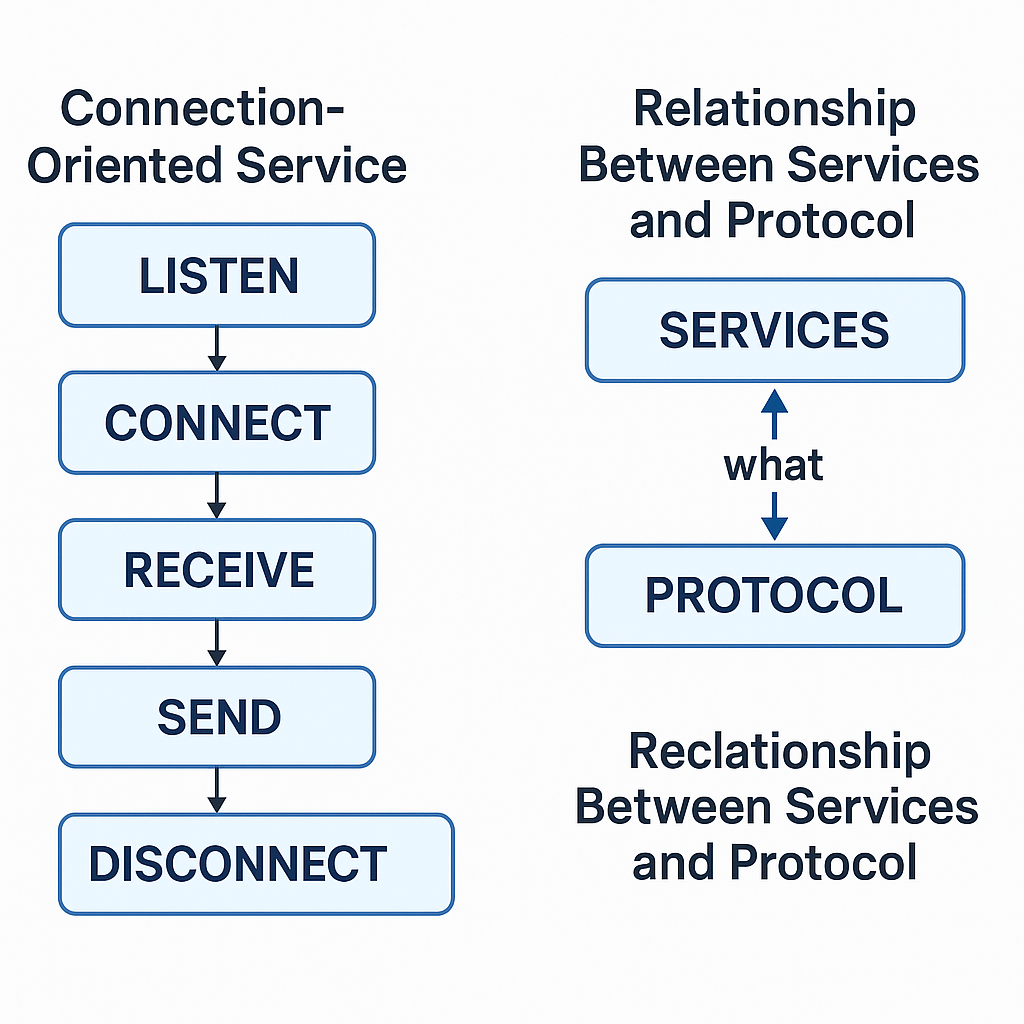 Connection-
Oriented Service
LISTEN
CONNECT
RECEIVE
SEND
DISCONNECT
Relationship
Between Services
and Protocol
SERVICES
what
PROTOCOL
Reclationship
Between Services
and Protocol